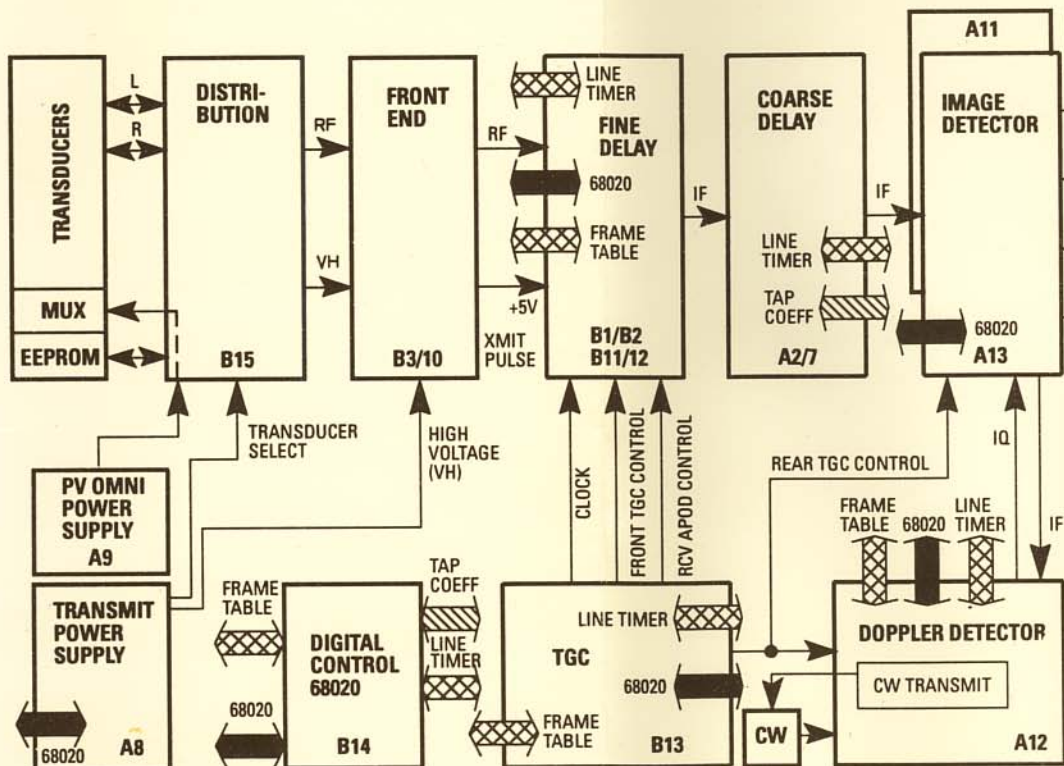 TRANSDUCERS
MUX
EEPROM
L
R
DISTRI-
BUTION
B15
RF
VH
FRONT
END
B3/10
RF
+5V
XMIT
PULSE
LINE
TIMER
FINE
DELAY
68020
FRAME
TABLE
B1/B2
B11/12
IF
COARSE
DELAY
LINE
TIMER
TAP
COEFF
A2/7
IF
A11
IMAGE
DETECTOR
68020
A13
TRANSDUCER
SELECT
HIGH
VOLTAGE
(VH)
CLOCK
FRONT TGC CONTROL
RCV APOD CONTROL
REAR TGC CONTROL
IQ
IF
PV OMNI
POWER
SUPPLY
A9
TRANSMIT
POWER
SUPPLY
68020
A8
FRAME
TABLE
68020
DIGITAL
CONTROL
68020
B14
TAP
COEFF
LINE
TIMER
TGC
LINE TIMER
68020
FRAME
TABLE
B13
FRAME
TABLE
68020
LINE
TIMER
DOPPLER DETECTOR
CW TRANSMIT
CW
A12